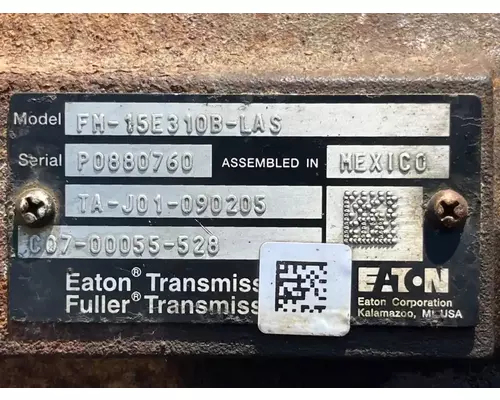 Model FM-15E310B-LAS
Serial P0880760 ASSEMBLED IN MEXICO
TA-J01-090205
C07-00055-528
Eaton® Transmiss
Fuller® Transmiss
EATON
Eaton Corporation
Kalamazoo, MI. USA